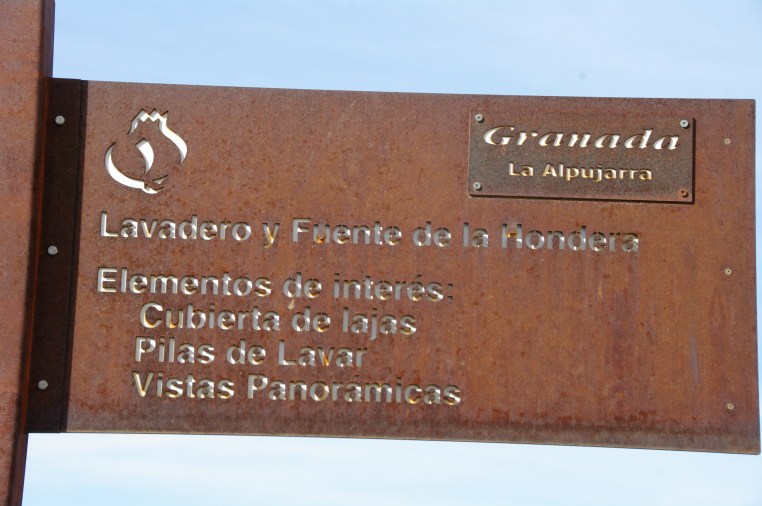 Granada
La Alpujarra
Lavadero y Fuente de la Hondera
Elementos de interés:
Cubierta de lajas
Pilas de Lavar
Vistas Panorámicas